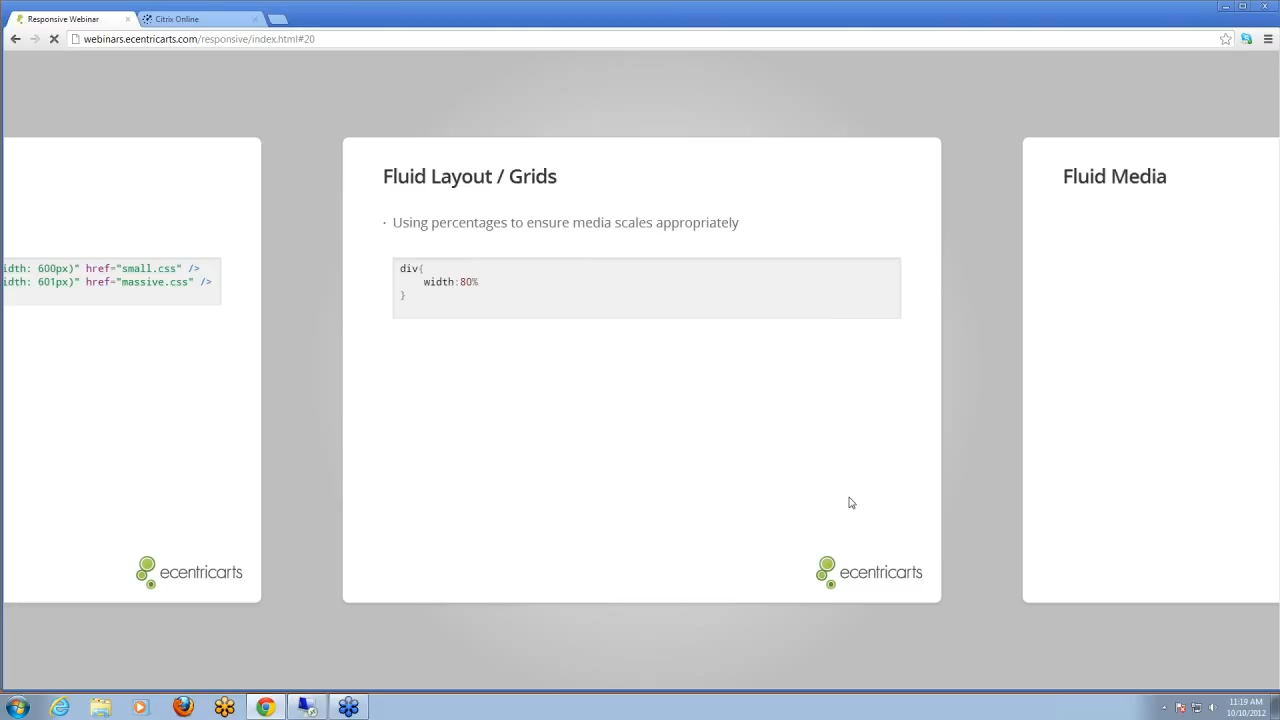 Responsive Webinar
Citrix Online
webinars.ecentricarts.com/responsive/index.html#20
idth: 600px)" href="small.css" />
idth: 601px)" href="massive.css" />
ecentricarts
Fluid Layout / Grids
· Using percentages to ensure media scales appropriately
div{
width:80%
}
ecentricarts
Fluid Media
11:19 AM
10/10/2012